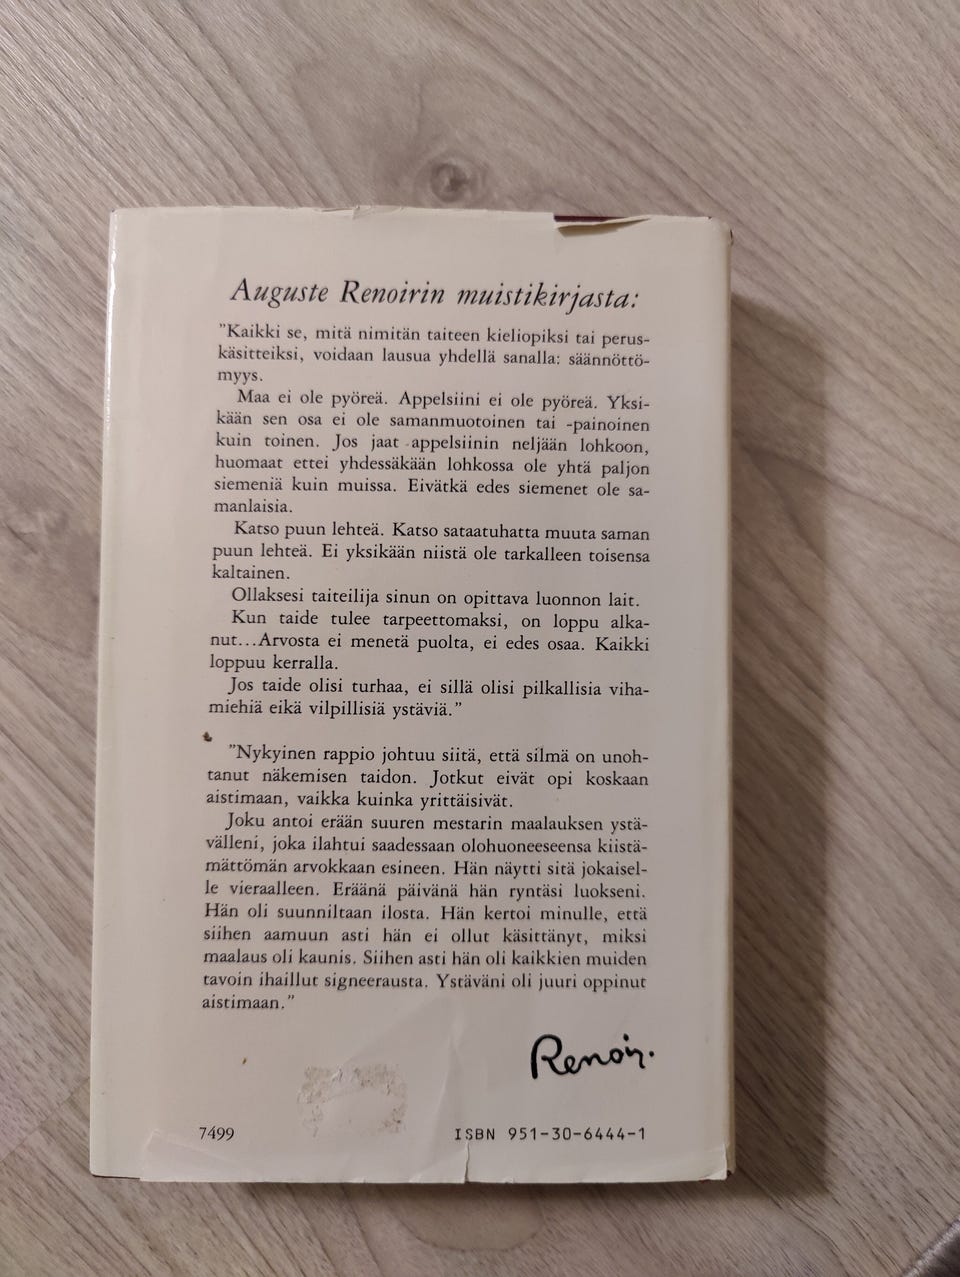 Auguste Renoirin muistikirjasta:
"Kaikki se, mitä nimitän taiteen kieliopiksi tai perus-
käsitteiksi, voidaan lausua yhdellä sanalla: säännöttö-
myys.
Maa ei ole pyöreä. Appelsiini ei ole pyöreä. Yksi-
kään sen osa ei ole samanmuotoinen tai -painoinen
kuin toinen. Jos jaat appelsiinin neljään lohkoon,
huomaat ettei yhdessäkään lohkossa ole yhtä paljon
siemeniä kuin muissa. Eivätkä edes siemenet ole sa-
manlaisia.
Katso puun lehteä. Katso sataatuhatta muuta saman
puun lehteä. Ei yksikään niistä ole tarkalleen toisensa
kaltainen.
Ollaksesi taiteilija sinun on opittava luonnon lait.
Kun taide tulee tarpeettomaksi, on loppu alka-
nut...Arvosta ei menetä puolta, ei edes osaa. Kaikki
loppuu kerralla.
Jos taide olisi turhaa, ei sillä olisi pilkallisia viha-
miehiä eikä vilpillisiä ystäviä."
"Nykyinen rappio johtuu siitä, että silmä on unoh-
tanut näkemisen taidon. Jotkut eivät opi koskaan
aistimaan, vaikka kuinka yrittäisivät.
Joku antoi erään suuren mestarin maalauksen ystä-
välleni, joka ilahtui saadessaan olohuoneeseensa kiistä-
mättömän arvokkaan esineen. Hän näytti sitä jokaisel-
le vieraalleen. Eräänä päivänä hän ryntäsi luokseni.
Hän oli suunniltaan ilosta. Hän kertoi minulle, että
siihen aamuun asti hän ei ollut käsittänyt, miksi
maalaus oli kaunis. Siihen asti hän oli kaikkien muiden
tavoin ihaillut signeerausta. Ystäväni oli juuri oppinut
aistimaan."
Renoir.
7499
ISBN 951-30-6444-1